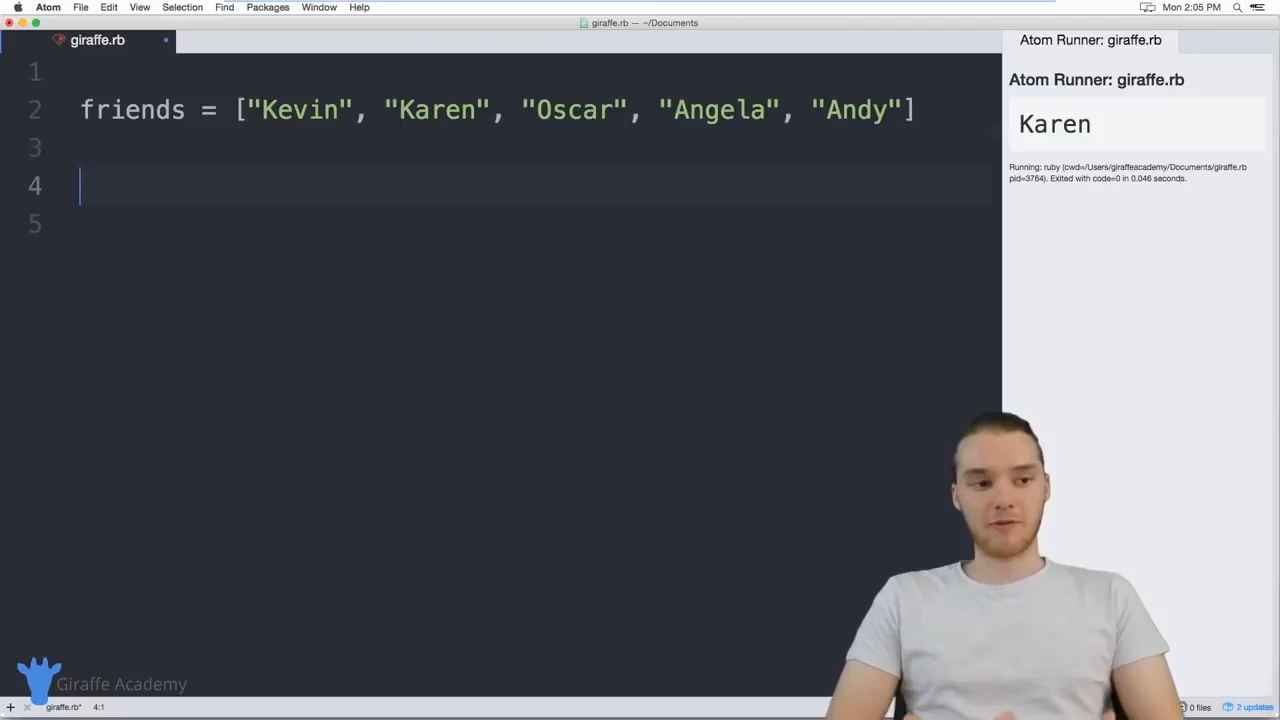 Atom File Edit View Selection Find Packages Window Help
Mon 2:05 PM
giraffe.rb — ~/Documents
giraffe.rb
Atom Runner: giraffe.rb
1
Atom Runner: giraffe.rb
2 friends = ["Kevin", "Karen", "Oscar", "Angela", "Andy"]
Karen
3
Running: ruby (cwd=/Users/giraffeacademy/Documents/giraffe.rb
pid=3764). Exited with code=0 in 0.046 seconds.
4
5
Giraffe Academy
giraffe.rb* 4:1
0 files 2 updates